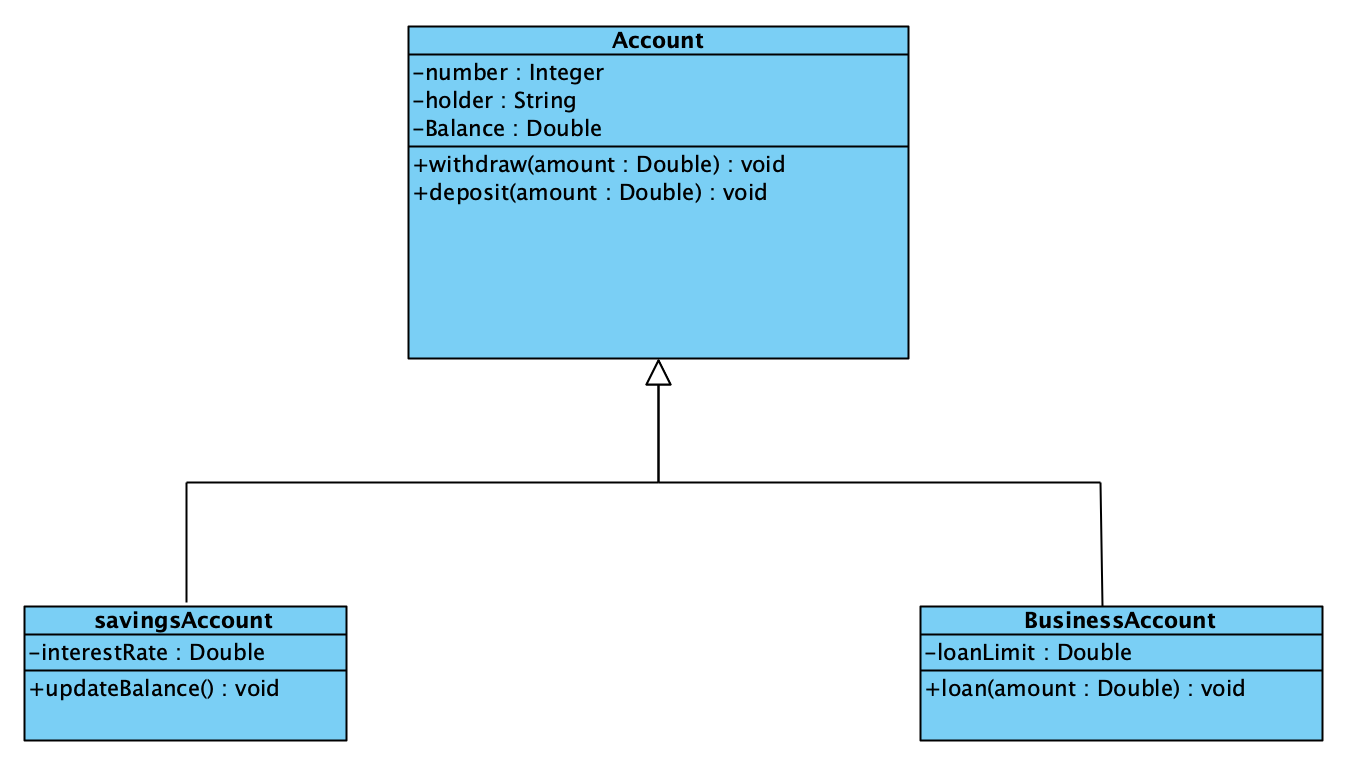 Account
-number : Integer
-holder : String
-Balance : Double
+withdraw(amount : Double) : void
+deposit(amount : Double) : void
savingsAccount
-interestRate : Double
+updateBalance() : void
BusinessAccount
-loanLimit : Double
+loan(amount : Double) : void